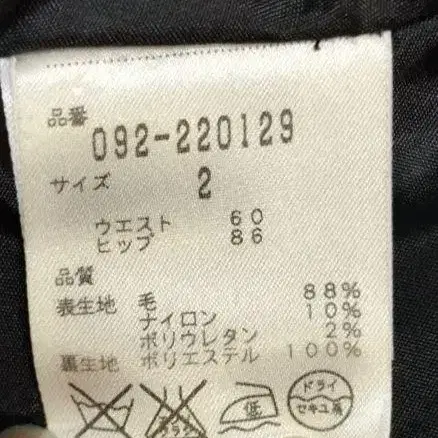 品番
092-220129
サイズ 2
ウエスト 60
ヒップ 86
品質
表生地 毛 88%
ナイロン 10%
ポリウレタン 2%
裏生地 ポリエステル 100%
低
ドライ
セキユ系